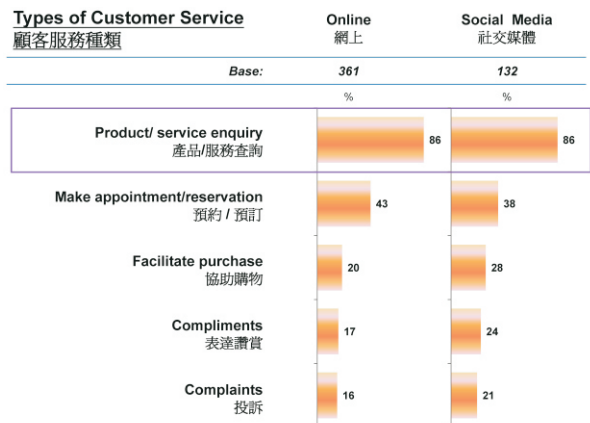 Types of Customer Service
顧客服務種類
Online
網上
Social Media
社交媒體
Base: 361 132
% %
Product/ service enquiry
產品/服務查詢
86 86
Make appointment/reservation
預約 / 預訂
43 38
Facilitate purchase
協助購物
20 28
Compliments
表達讚賞
17 24
Complaints
投訴
16 21